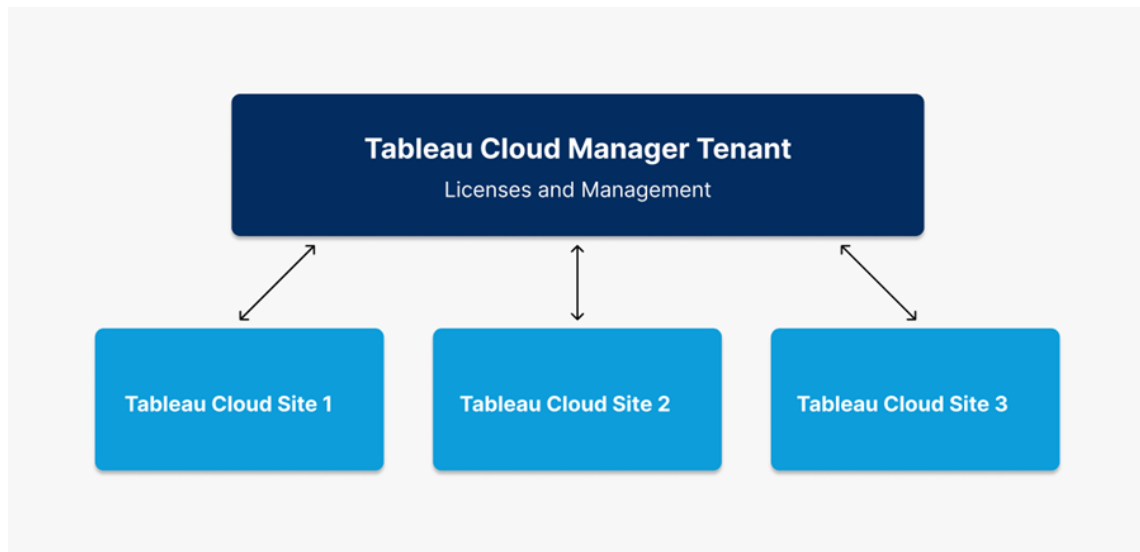 Tableau Cloud Manager Tenant
Licenses and Management
Tableau Cloud Site 1
Tableau Cloud Site 2
Tableau Cloud Site 3